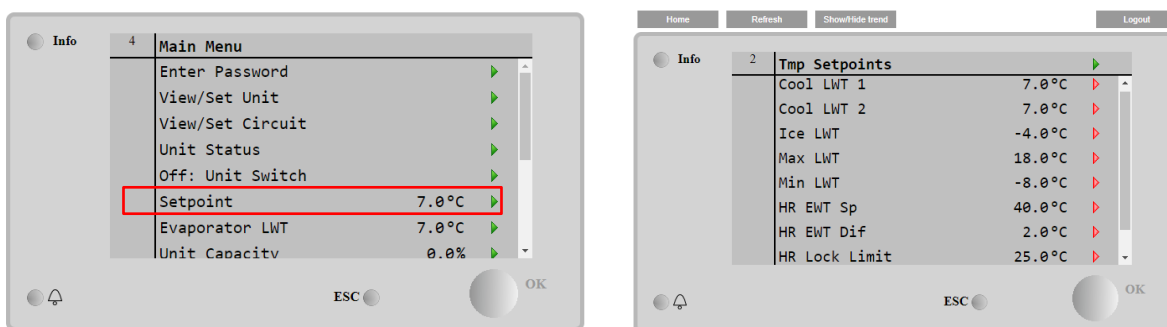 Info
4 Main Menu
Enter Password
View/Set Unit
View/Set Circuit
Unit Status
Off: Unit Switch
Setpoint 7.0°C
Evaporator LWT 7.0°C
Unit Capacity 0.0%
ESC
OK
Home Refresh Show/Hide trend Logout
Info
2 Tmp Setpoints
Cool LWT 1 7.0°C
Cool LWT 2 7.0°C
Ice LWT -4.0°C
Max LWT 18.0°C
Min LWT -8.0°C
HR EWT Sp 40.0°C
HR EWT Dif 2.0°C
HR Lock Limit 25.0°C
ESC
OK